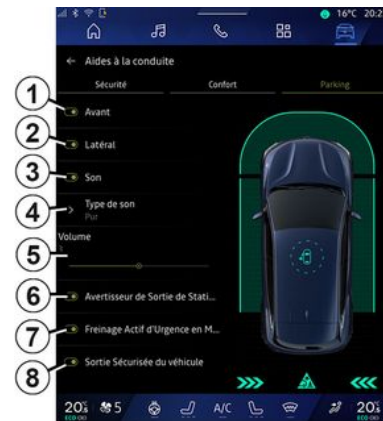 16°C 20:2
Aides à la conduite
Sécurité Confort Parking
1 Avant
2 Latéral
3 Son
4 Type de son
Pur
Volume
5
6 Avertisseur de Sortie de Stati...
7 Freinage Actif d'Urgence en M...
8 Sortie Sécurisée du véhicule
20 5 A/C 20